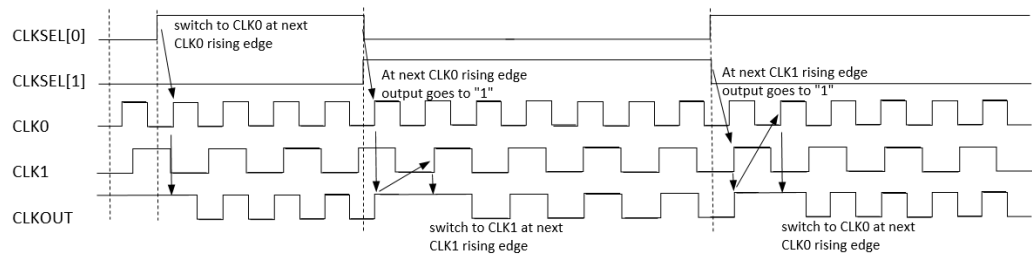 CLKSEL[0]
switch to CLK0 at next
CLK0 rising edge
CLKSEL[1]
At next CLK0 rising edge
output goes to "1"
At next CLK1 rising edge
output goes to "1"
CLK0
CLK1
CLKOUT
switch to CLK1 at next
CLK1 rising edge
switch to CLK0 at next
CLK0 rising edge